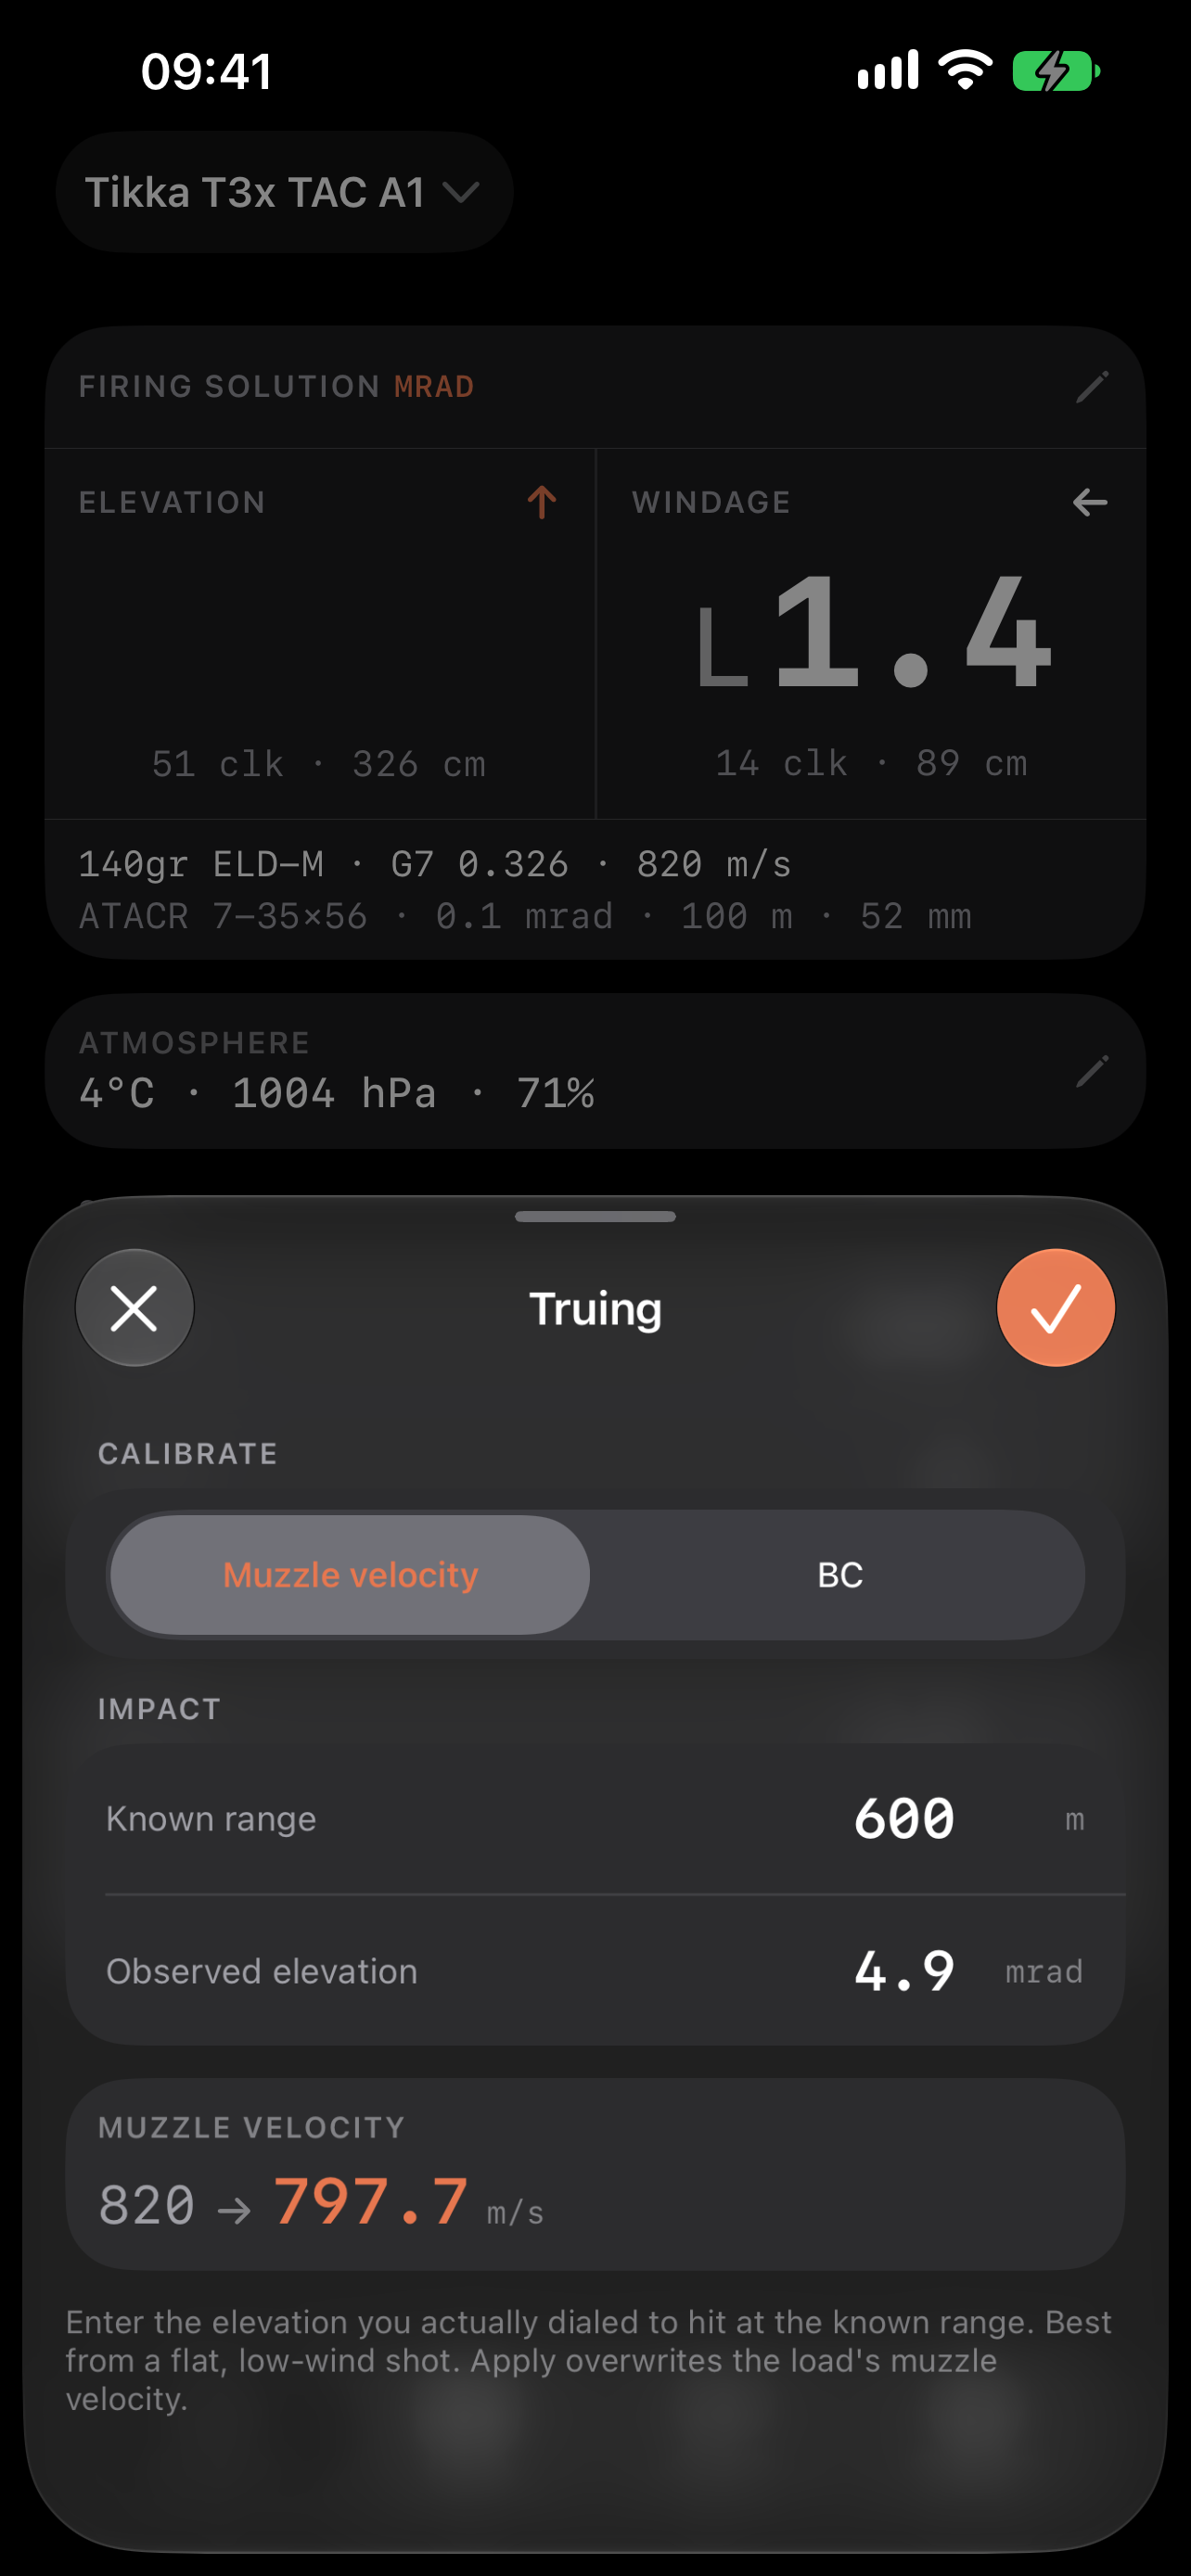 09:41
Tikka T3x TAC A1
FIRING SOLUTION MRAD
ELEVATION
WINDAGE
L1.4
51 clk · 326 cm
14 clk · 89 cm
140gr ELD–M · G7 0.326 · 820 m/s
ATACR 7–35×56 · 0.1 mrad · 100 m · 52 mm
ATMOSPHERE
4°C · 1004 hPa · 71%
Truing
CALIBRATE
Muzzle velocity
BC
IMPACT
Known range 600 m
Observed elevation 4.9 mrad
MUZZLE VELOCITY
820 → 797.7 m/s
Enter the elevation you actually dialed to hit at the known range. Best
from a flat, low-wind shot. Apply overwrites the load's muzzle
velocity.